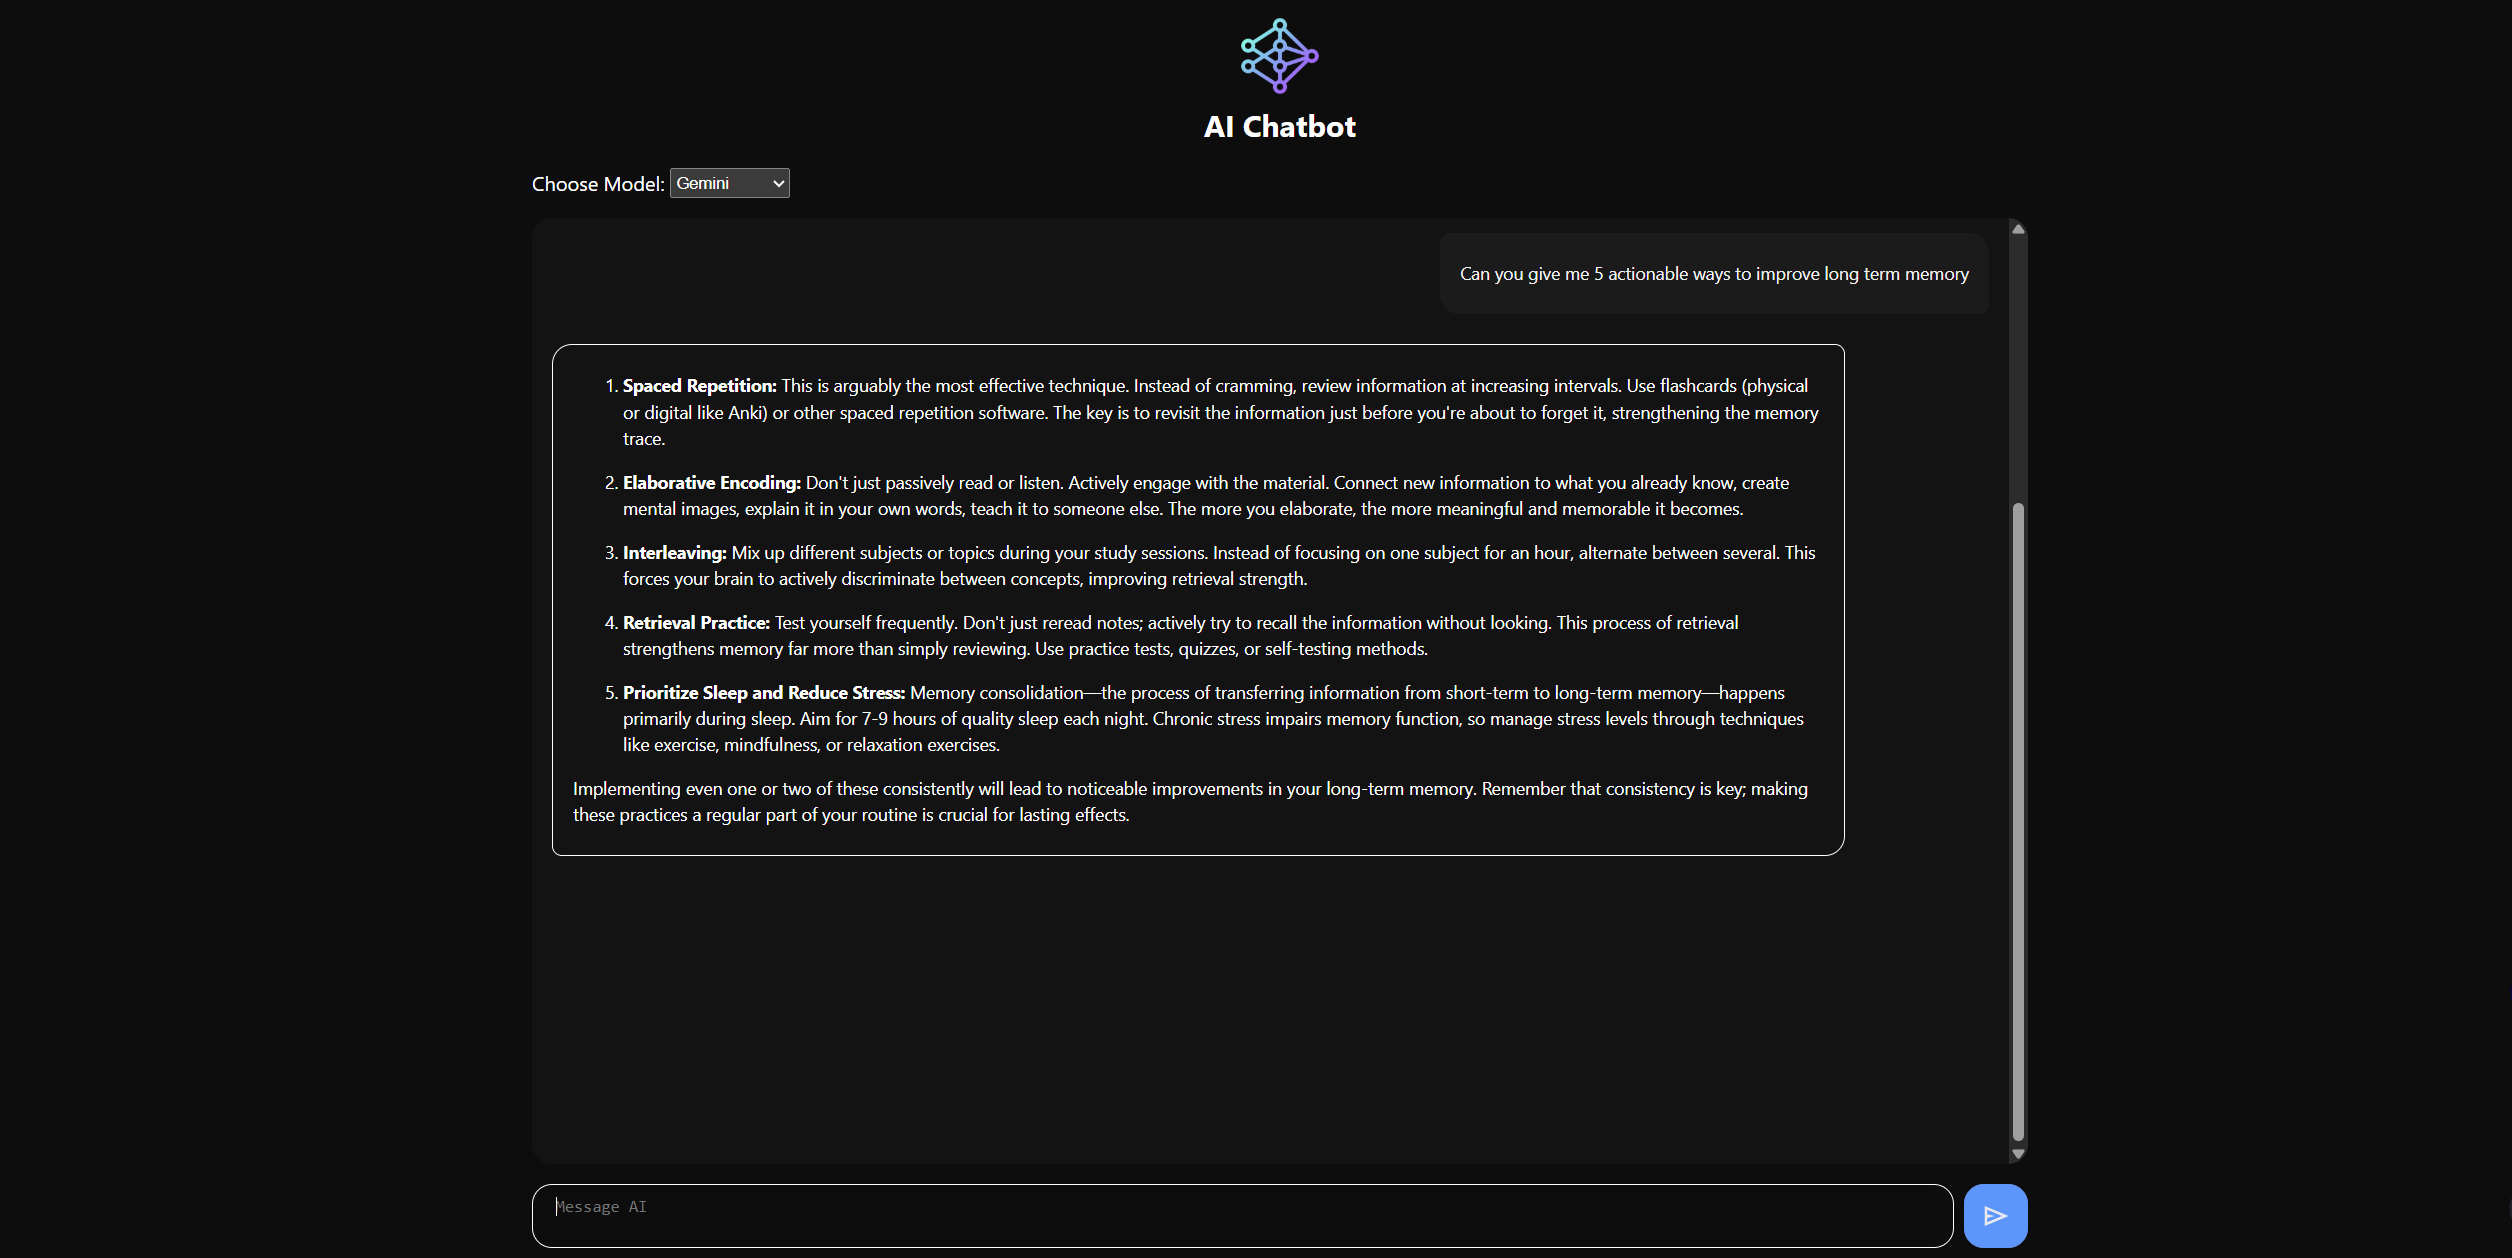 AI Chatbot
Choose Model: Gemini
Can you give me 5 actionable ways to improve long term memory
1. Spaced Repetition: This is arguably the most effective technique. Instead of cramming, review information at increasing intervals. Use flashcards (physical
or digital like Anki) or other spaced repetition software. The key is to revisit the information just before you're about to forget it, strengthening the memory
trace.
2. Elaborative Encoding: Don't just passively read or listen. Actively engage with the material. Connect new information to what you already know, create
mental images, explain it in your own words, teach it to someone else. The more you elaborate, the more meaningful and memorable it becomes.
3. Interleaving: Mix up different subjects or topics during your study sessions. Instead of focusing on one subject for an hour, alternate between several. This
forces your brain to actively discriminate between concepts, improving retrieval strength.
4. Retrieval Practice: Test yourself frequently. Don't just reread notes; actively try to recall the information without looking. This process of retrieval
strengthens memory far more than simply reviewing. Use practice tests, quizzes, or self-testing methods.
5. Prioritize Sleep and Reduce Stress: Memory consolidation—the process of transferring information from short-term to long-term memory—happens
primarily during sleep. Aim for 7-9 hours of quality sleep each night. Chronic stress impairs memory function, so manage stress levels through techniques
like exercise, mindfulness, or relaxation exercises.
Implementing even one or two of these consistently will lead to noticeable improvements in your long-term memory. Remember that consistency is key; making
these practices a regular part of your routine is crucial for lasting effects.
Message AI